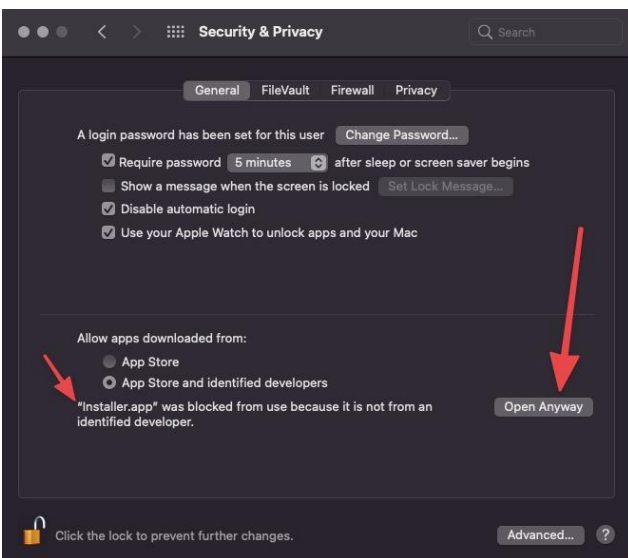 Security & Privacy
Search
General FileVault Firewall Privacy
A login password has been set for this user Change Password...
Require password 5 minutes after sleep or screen saver begins
Show a message when the screen is locked Set Lock Message...
Disable automatic login
Use your Apple Watch to unlock apps and your Mac
Allow apps downloaded from:
App Store
App Store and identified developers
“Installer.app” was blocked from use because it is not from an Open Anyway
identified developer.
Click the lock to prevent further changes. Advanced... ?